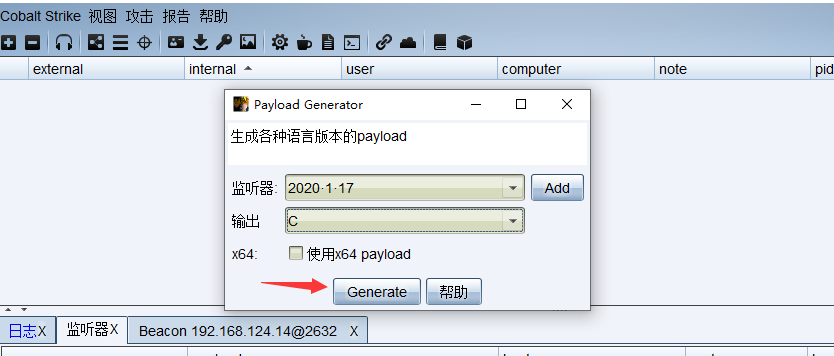 Cobalt Strike 视图 攻击 报告 帮助
external internal user computer note pid
Payload Generator
生成各种语言版本的payload
监听器: 2020·1·17 Add
输出 C
x64: 使用x64 payload
Generate 帮助
日志X 监听器X Beacon 192.168.124.14@2632 X